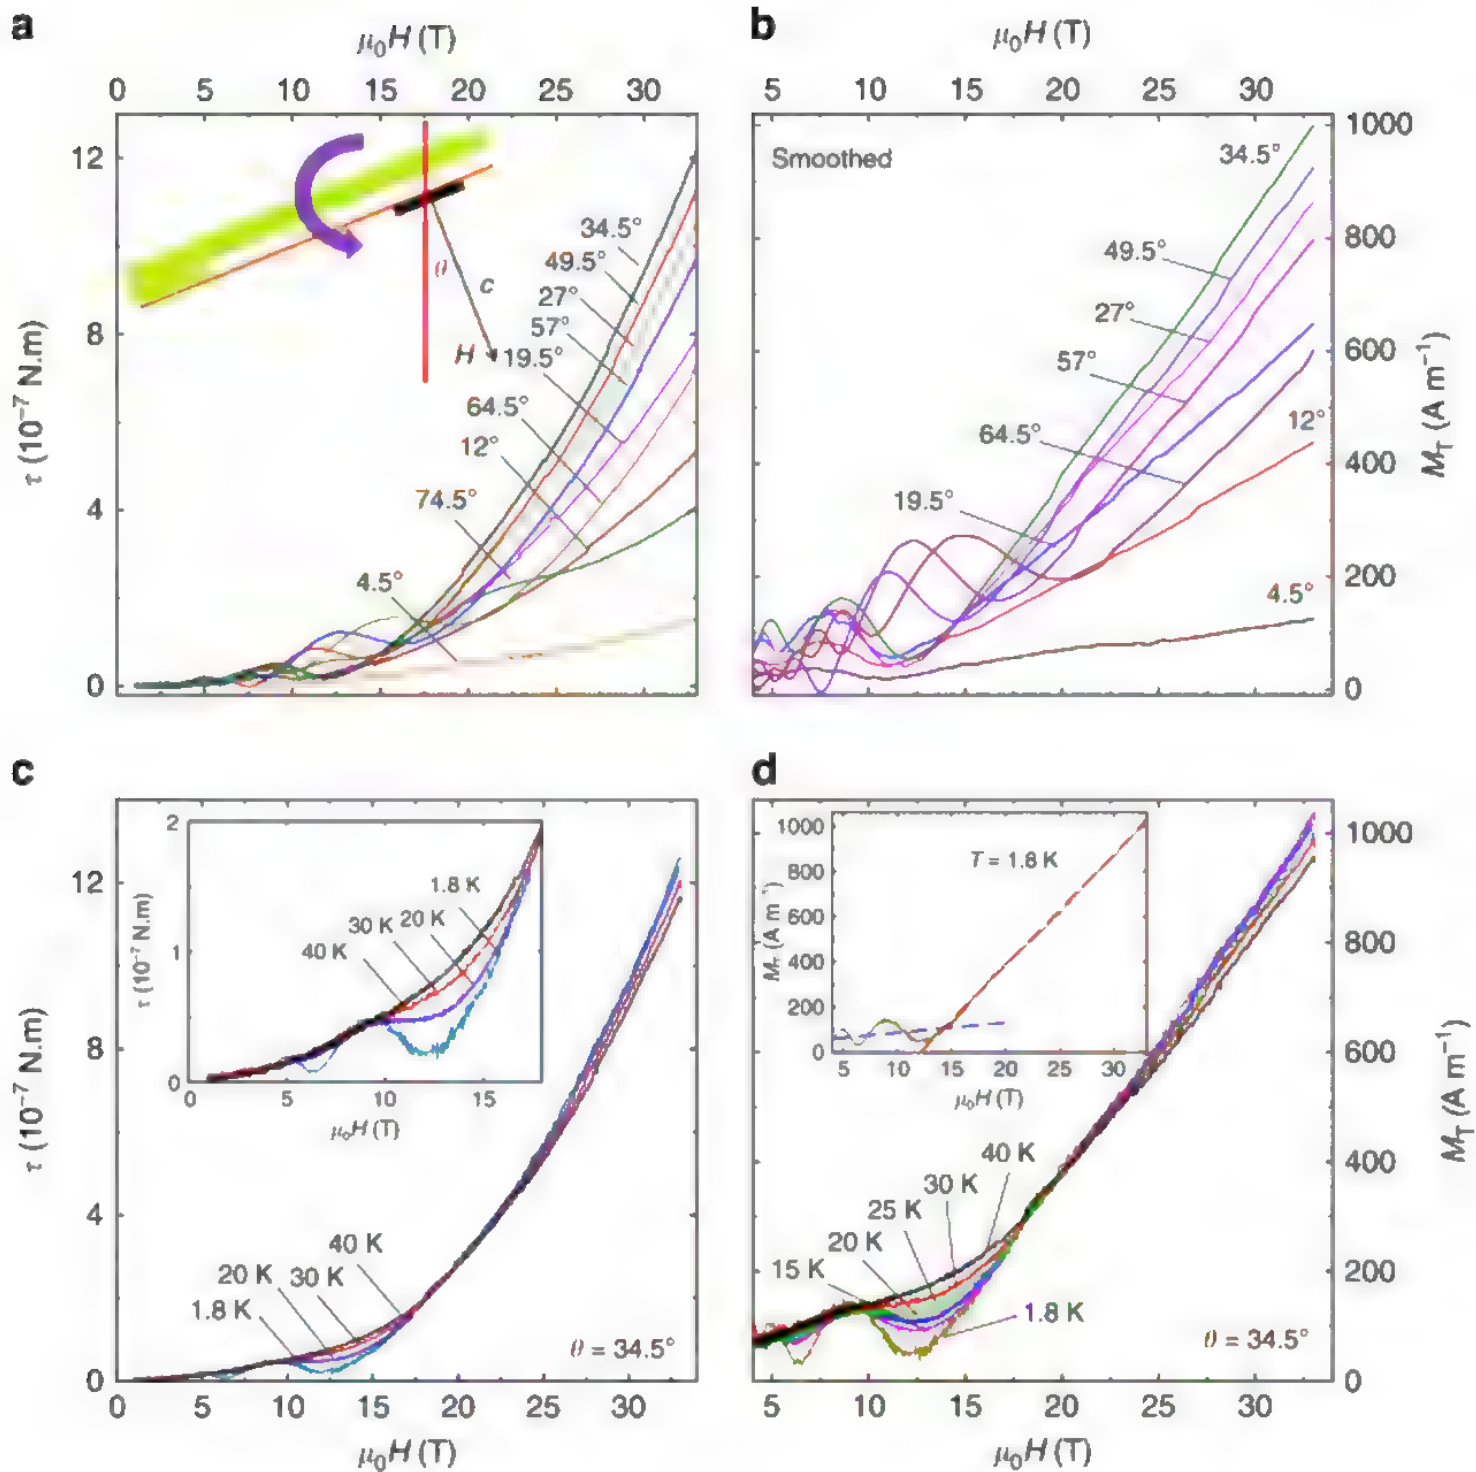 a
μ₀H (T)
0 5 10 15 20 25 30
12
8
4
0
τ (10⁻⁷ N.m)
θ
c
H
34.5°
49.5°
27°
57°
19.5°
64.5°
12°
74.5°
4.5°
b
μ₀H (T)
5 10 15 20 25 30
Smoothed
34.5°
49.5°
27°
57°
64.5°
12°
19.5°
4.5°
1000
800
600
400
200
0
M_T (A m⁻¹)
c
12
8
4
0
τ (10⁻⁷ N.m)
2
1
0
τ (10⁻⁷ N.m)
1.8 K
30 K 20 K
40 K
0 5 10 15
μ₀H (T)
40 K
20 K 30 K
1.8 K
θ = 34.5°
0 5 10 15 20 25 30
μ₀H (T)
d
1000
800
600
400
200
0
M_T (A m⁻¹)
T = 1.8 K
5 10 15 20 25 30
μ₀H (T)
40 K
30 K
25 K
20 K
15 K
1.8 K
θ = 34.5°
1000
800
600
400
200
0
M_T (A m⁻¹)
5 10 15 20 25 30
μ₀H (T)